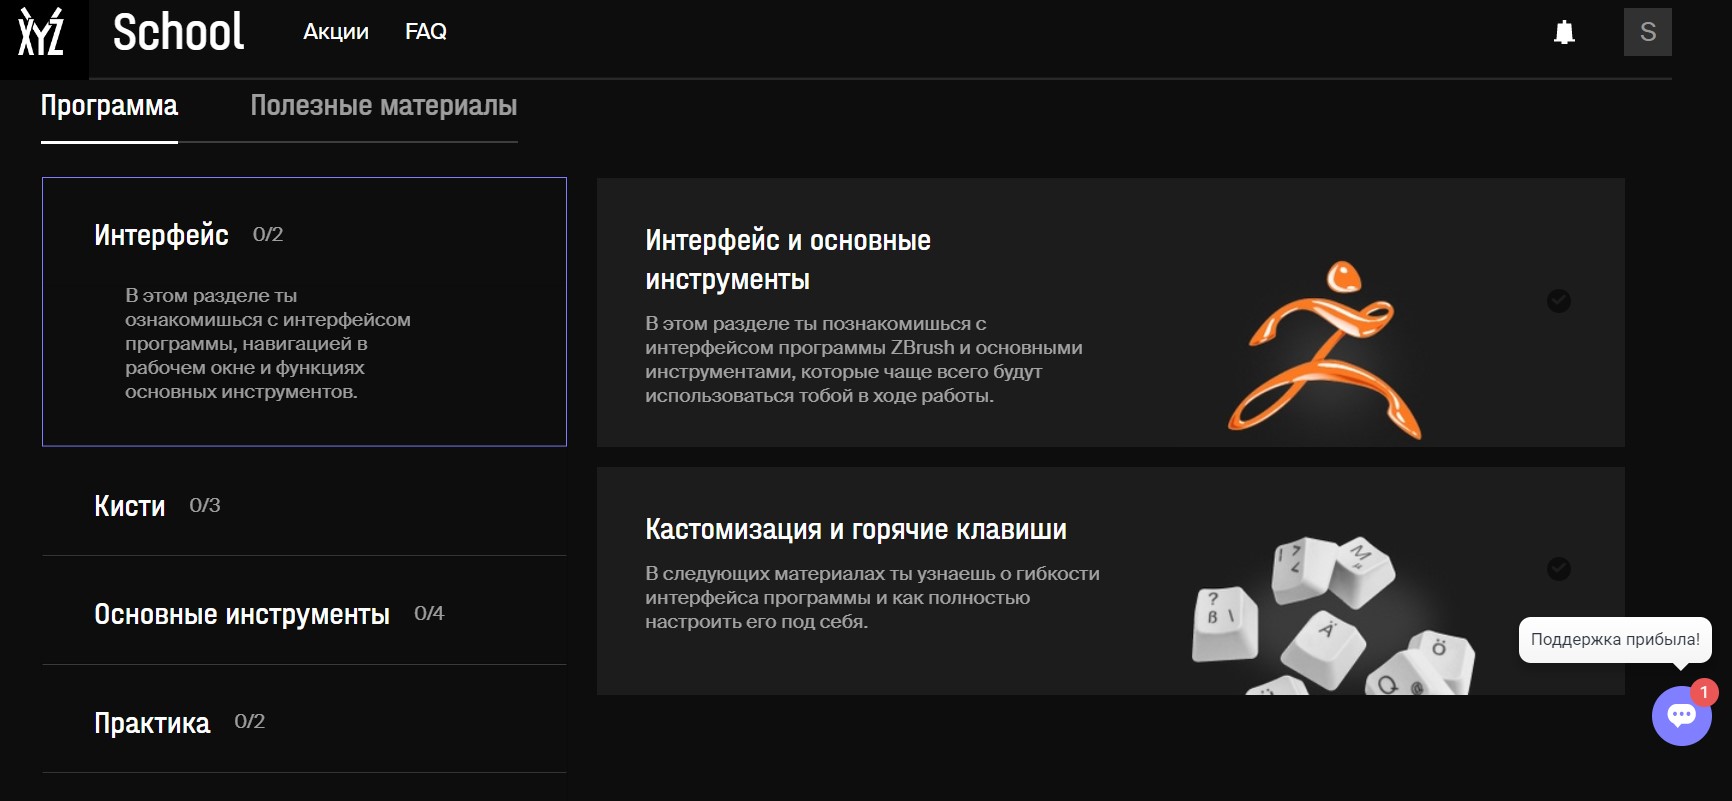 XYZ School
Акции
FAQ
S
Программа
Полезные материалы
Интерфейс 0/2
В этом разделе ты
ознакомишься с интерфейсом
программы, навигацией в
рабочем окне и функциях
основных инструментов.
Кисти 0/3
Основные инструменты 0/4
Практика 0/2
Интерфейс и основные
инструменты
В этом разделе ты познакомишься с
интерфейсом программы ZBrush и основными
инструментами, которые чаще всего будут
использоваться тобой в ходе работы.
Кастомизация и горячие клавиши
В следующих материалах ты узнаешь о гибкости
интерфейса программы и как полностью
настроить его под себя.
M
µ
?
ß
Ä
Ö
Q
@
Поддержка прибыла!
1